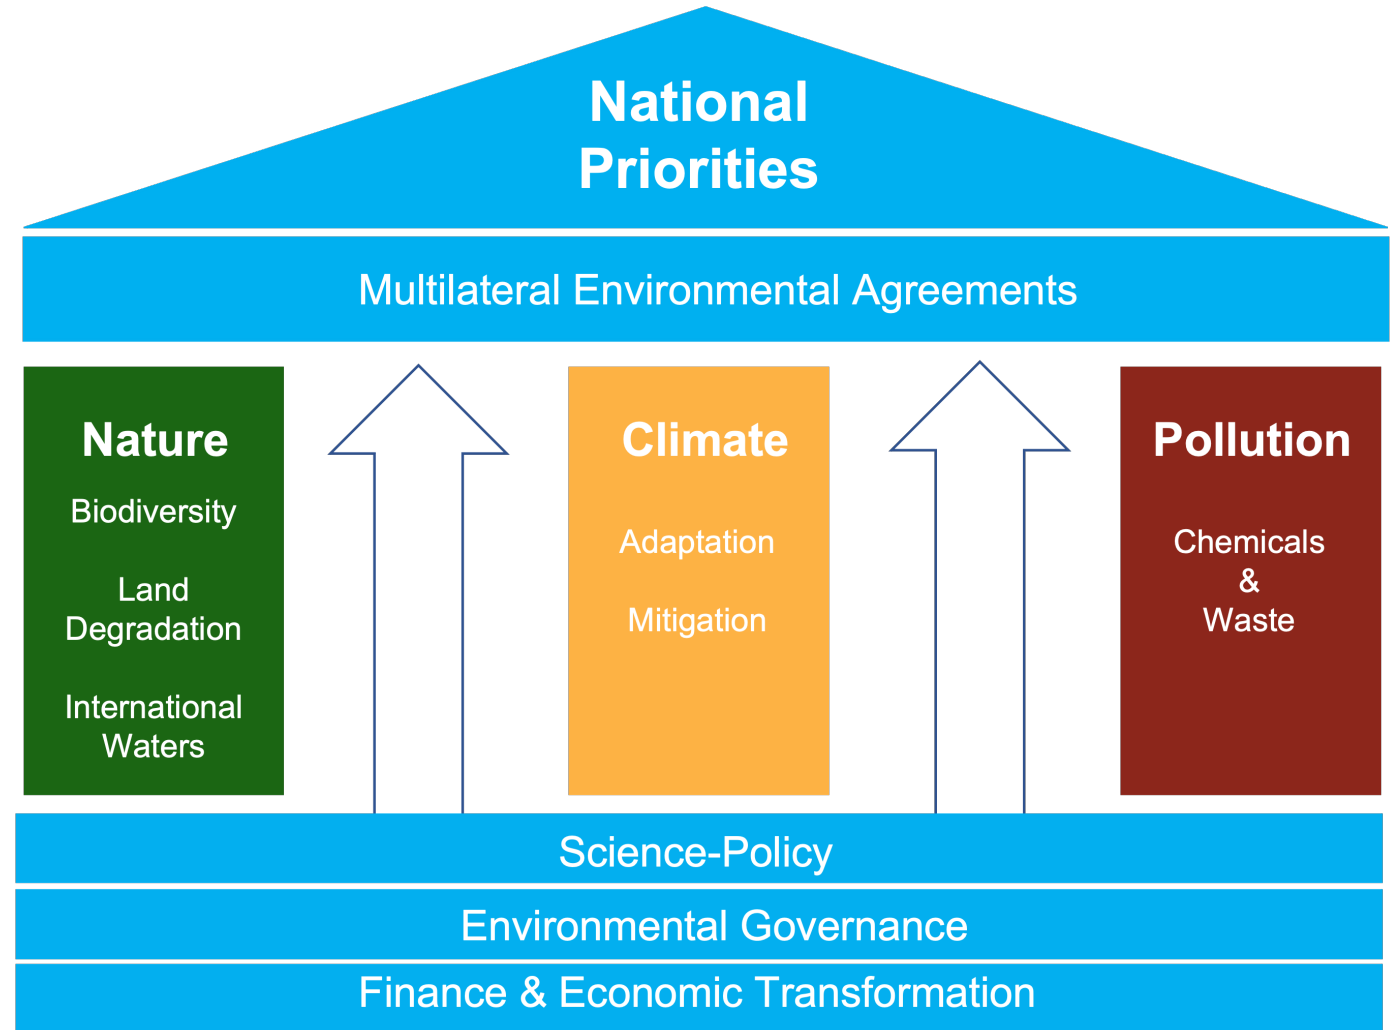 National
Priorities
Multilateral Environmental Agreements
Nature
Biodiversity
Land
Degradation
International
Waters
Climate
Adaptation
Mitigation
Pollution
Chemicals
&
Waste
Science-Policy
Environmental Governance
Finance & Economic Transformation